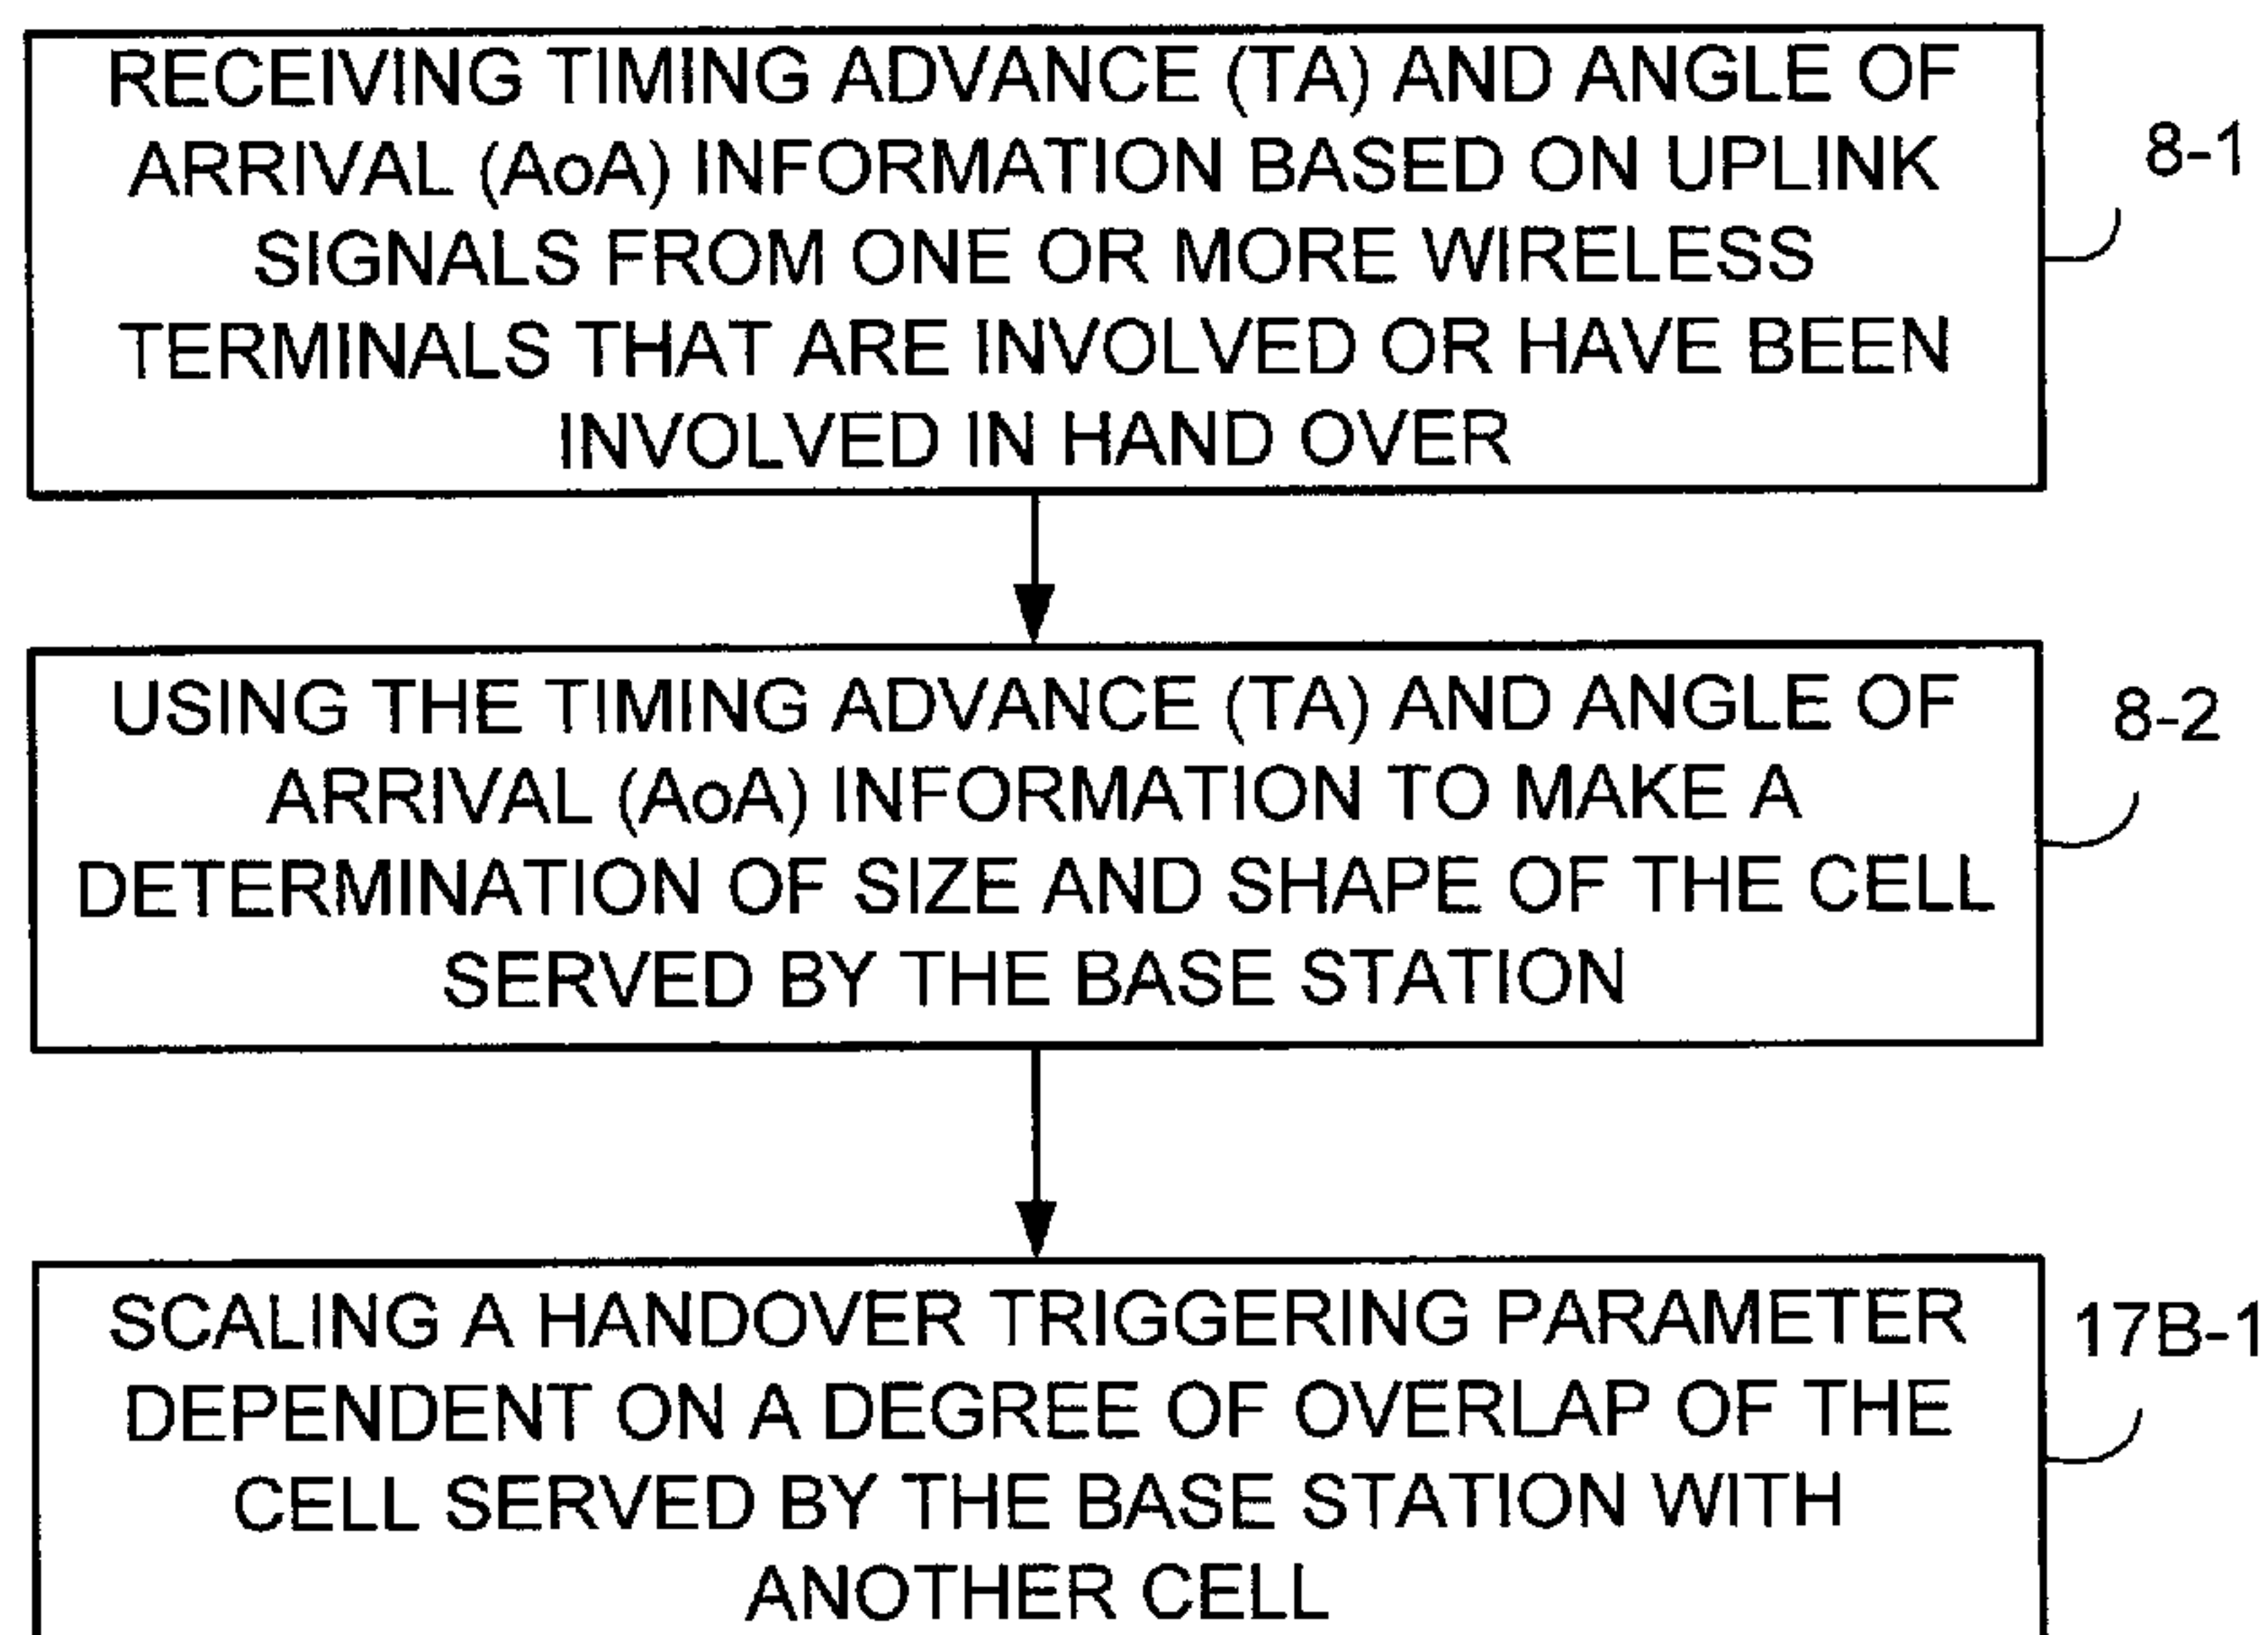 RECEIVING TIMING ADVANCE (TA) AND ANGLE OF
ARRIVAL (AoA) INFORMATION BASED ON UPLINK
SIGNALS FROM ONE OR MORE WIRELESS
TERMINALS THAT ARE INVOLVED OR HAVE BEEN
INVOLVED IN HAND OVER
8-1
USING THE TIMING ADVANCE (TA) AND ANGLE OF
ARRIVAL (AoA) INFORMATION TO MAKE A
DETERMINATION OF SIZE AND SHAPE OF THE CELL
SERVED BY THE BASE STATION
8-2
SCALING A HANDOVER TRIGGERING PARAMETER
DEPENDENT ON A DEGREE OF OVERLAP OF THE
CELL SERVED BY THE BASE STATION WITH
ANOTHER CELL
17B-1